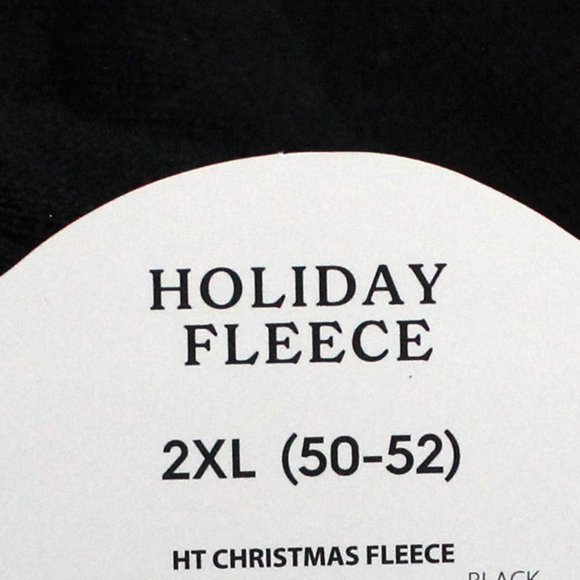 HOLIDAY
FLEECE
2XL (50-52)
HT CHRISTMAS FLEECE
BLACK